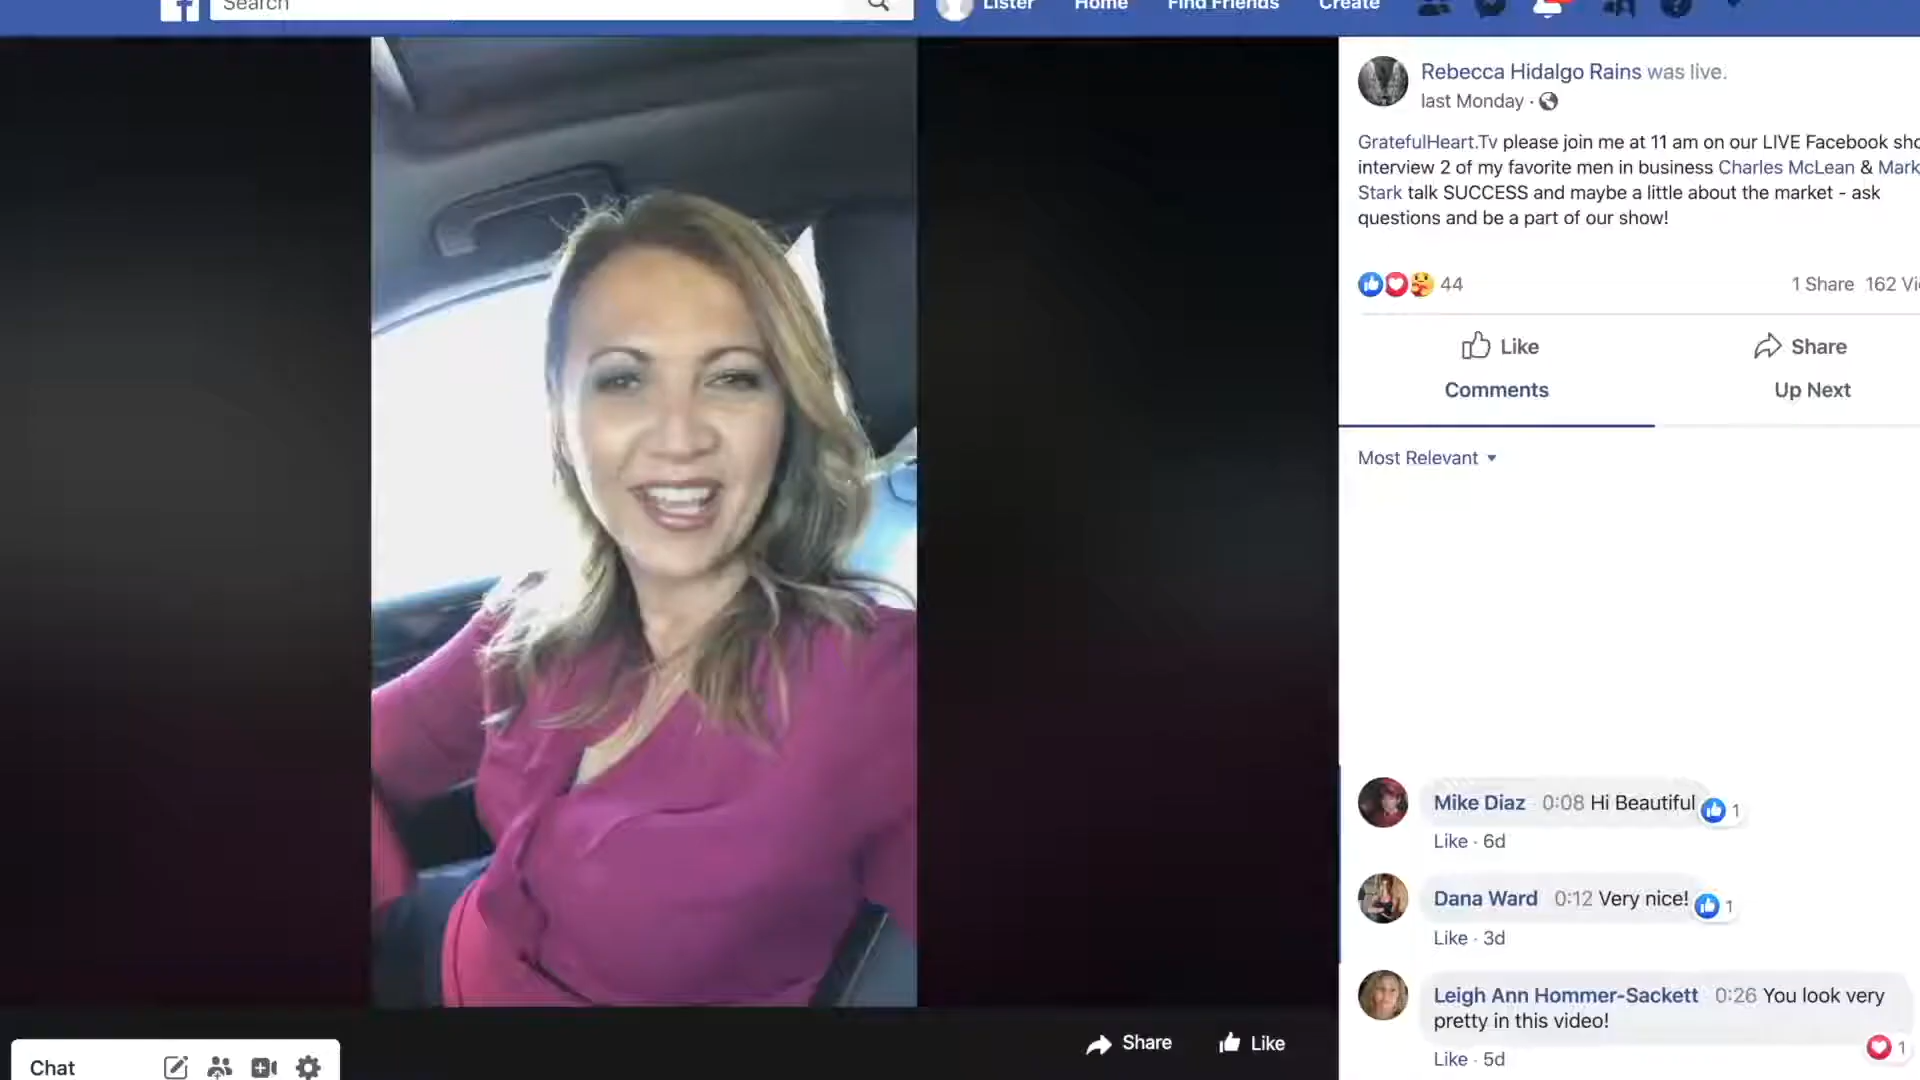 Search
Lister
Home
Find Friends
Create
Rebecca Hidalgo Rains was live.
last Monday ·
GratefulHeart.Tv please join me at 11 am on our LIVE Facebook sho
interview 2 of my favorite men in business Charles McLean & Mark
Stark talk SUCCESS and maybe a little about the market - ask
questions and be a part of our show!
44
1 Share 162 Vi
Like
Share
Comments
Up Next
Most Relevant
Mike Diaz 0:08 Hi Beautiful
1
Like · 6d
Dana Ward 0:12 Very nice!
1
Like · 3d
Leigh Ann Hommer-Sackett 0:26 You look very
pretty in this video!
1
Like · 5d
Share
Like
Chat